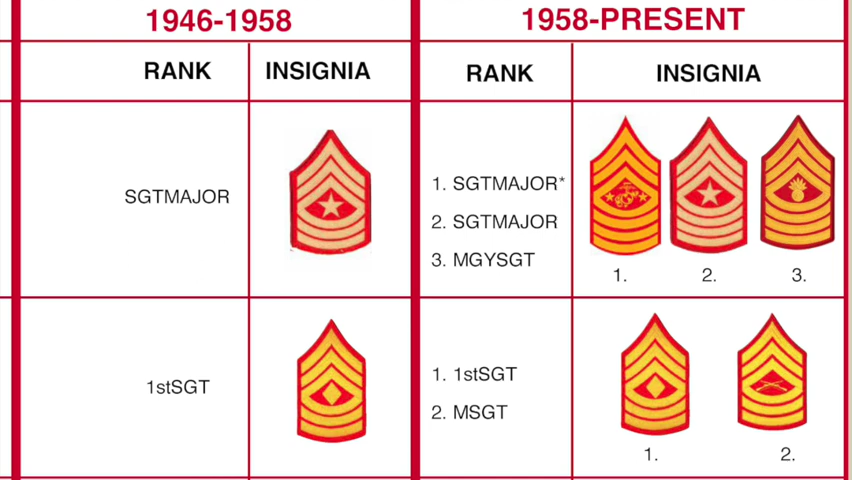 1946-1958
1958-PRESENT
RANK
INSIGNIA
RANK
INSIGNIA
SGTMAJOR
1. SGTMAJOR*
2. SGTMAJOR
3. MGYSGT
1.
2.
3.
1stSGT
1. 1stSGT
2. MSGT
1.
2.